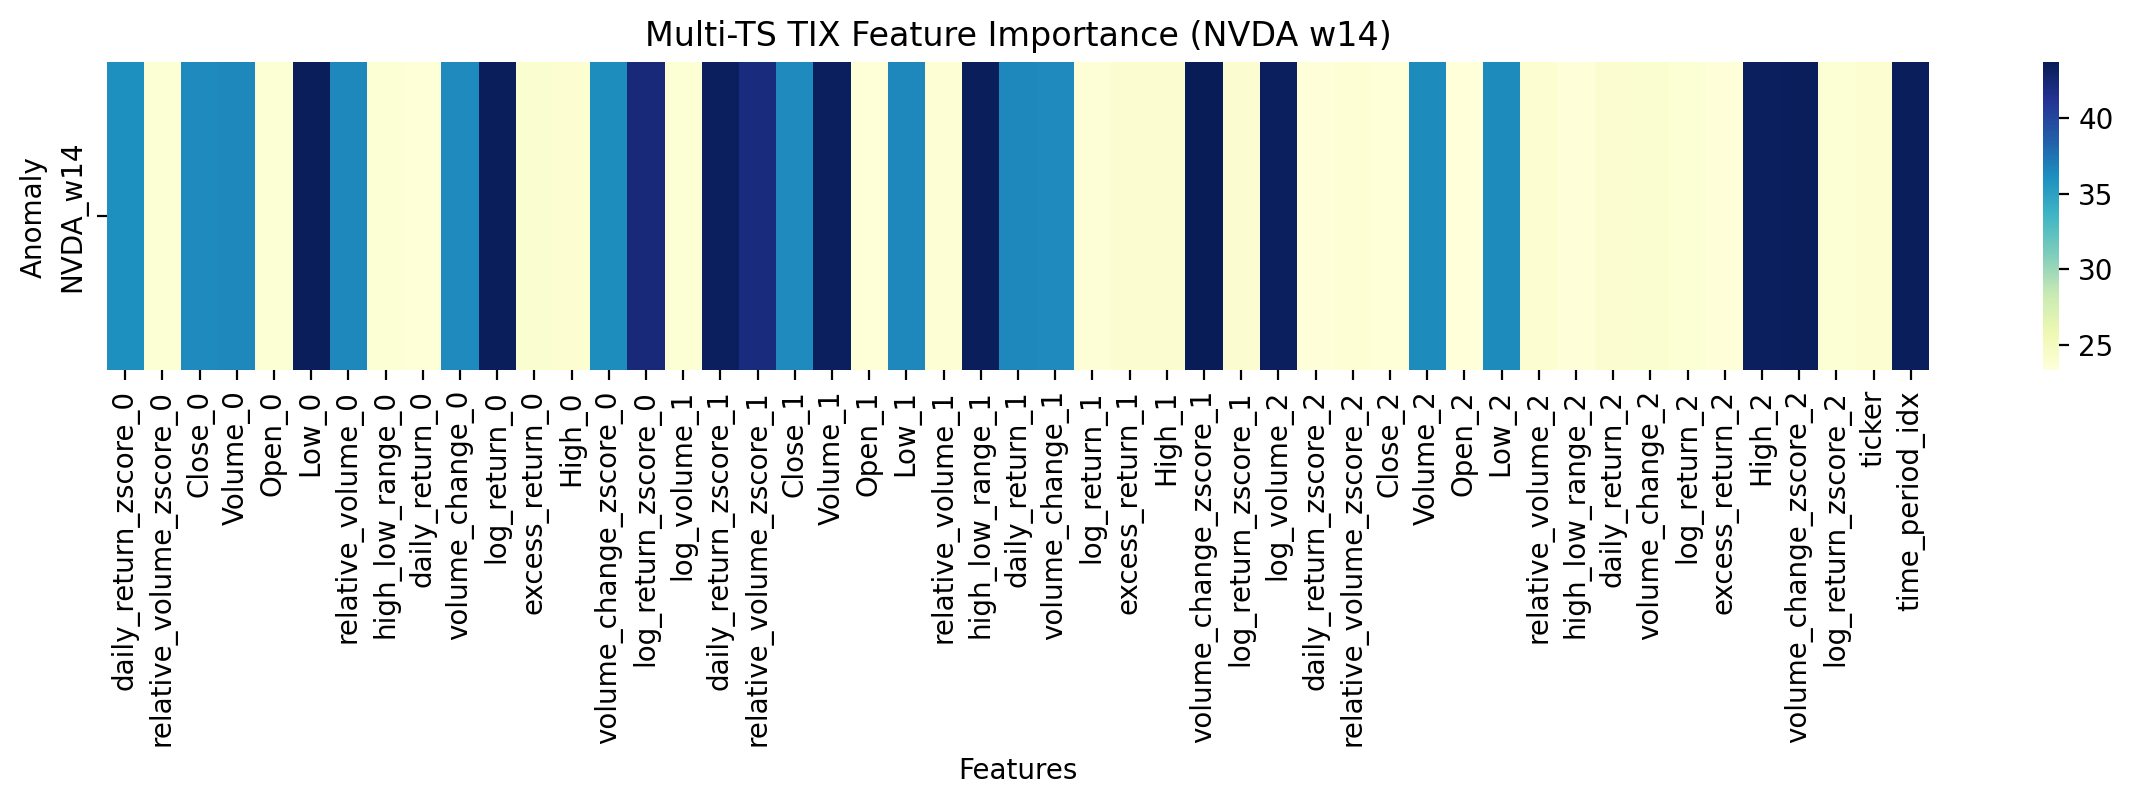 Multi-TS TIX Feature Importance (NVDA w14)
Anomaly
NVDA_w14
40
35
30
25
daily_return_zscore_0
relative_volume_zscore_0
Close_0
Volume_0
Open_0
Low_0
relative_volume_0
high_low_range_0
daily_return_0
volume_change_0
log_return_0
excess_return_0
High_0
volume_change_zscore_0
log_return_zscore_0
log_volume_1
daily_return_zscore_1
relative_volume_zscore_1
Close_1
Volume_1
Open_1
Low_1
relative_volume_1
high_low_range_1
daily_return_1
volume_change_1
log_return_1
excess_return_1
High_1
volume_change_zscore_1
log_return_zscore_1
log_volume_2
daily_return_zscore_2
relative_volume_zscore_2
Close_2
Volume_2
Open_2
Low_2
relative_volume_2
high_low_range_2
daily_return_2
volume_change_2
log_return_2
excess_return_2
High_2
volume_change_zscore_2
log_return_zscore_2
ticker
time_period_idx
Features